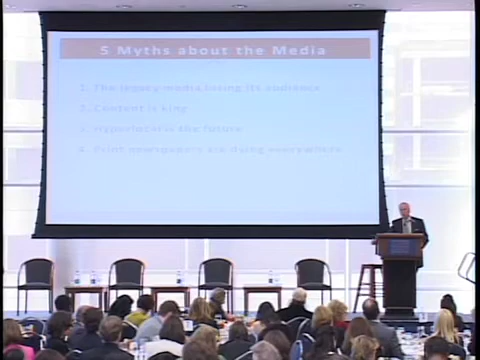 5 Myths about the Media
1. The legacy media losing its audience
2. Content is king
3. Hyperlocal is the future
4. Print newspapers are dying everywhere